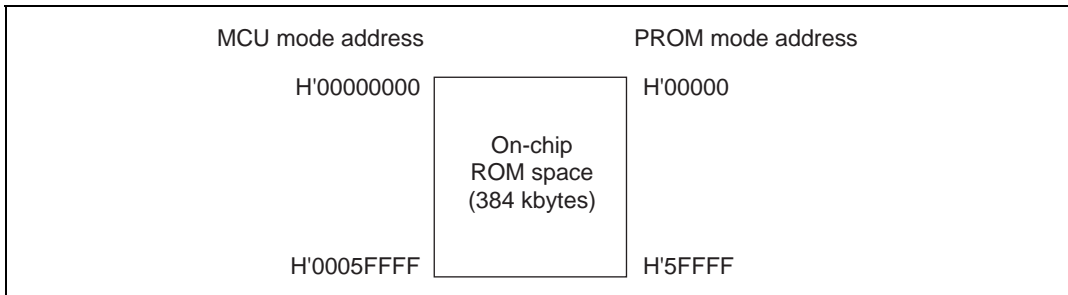 MCU mode address
PROM mode address
H'00000000
H'00000
On-chip
ROM space
(384 kbytes)
H'0005FFFF
H'5FFFF